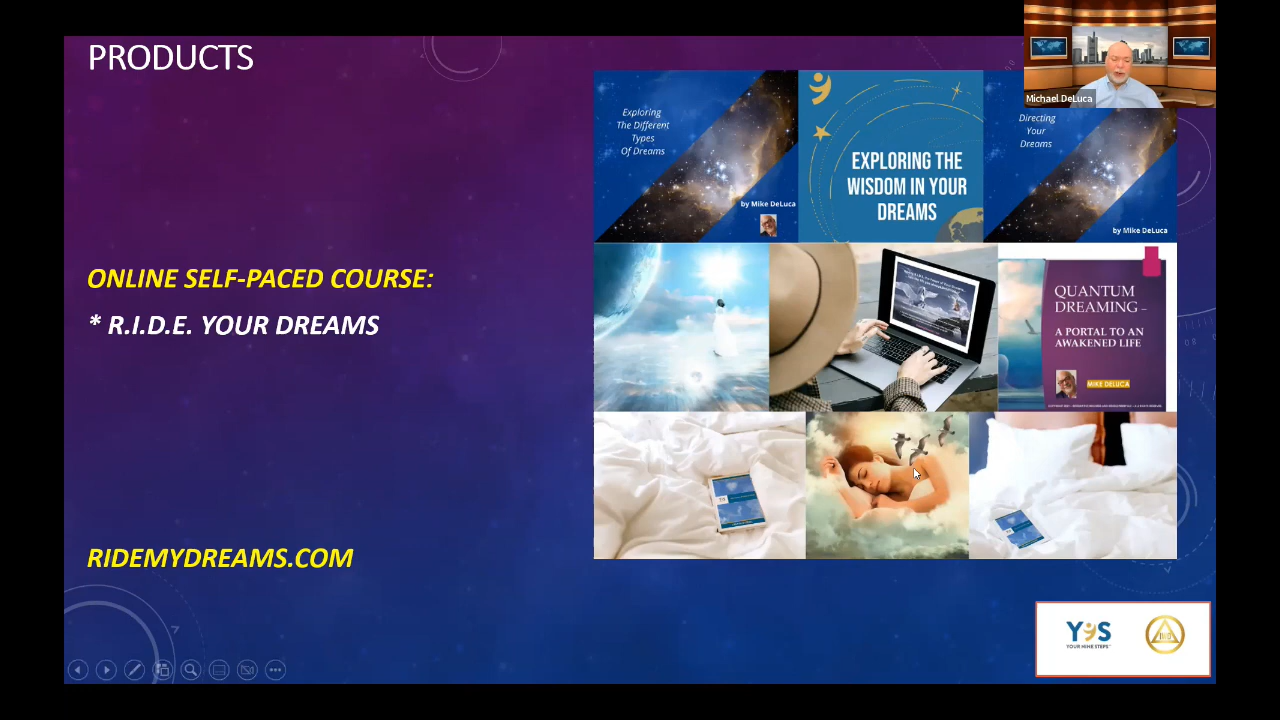 PRODUCTS
Michael DeLuca
Exploring
The Different
Types
Of Dreams
by Mike DeLuca
EXPLORING THE
WISDOM IN YOUR
DREAMS
Directing
Your
Dreams
by Mike DeLuca
ONLINE SELF-PACED COURSE:
* R.I.D.E. YOUR DREAMS
QUANTUM
DREAMING –
A PORTAL TO AN
AWAKENED LIFE
MIKE DELUCA
RIDEMYDREAMS.COM
Y9S
YOUR NINE STEPS